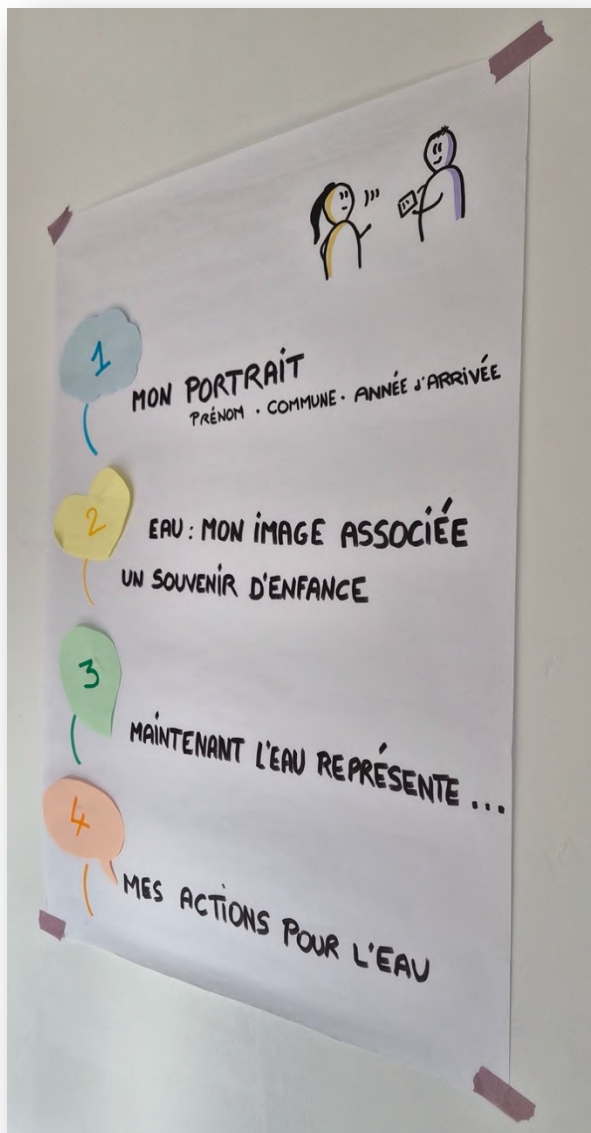 1
MON PORTRAIT
PRÉNOM . COMMUNE . ANNÉE d'ARRIVÉE
2
EAU : MON IMAGE ASSOCIÉE
UN SOUVENIR D'ENFANCE
3
MAINTENANT L'EAU REPRÉSENTE ...
4
MES ACTIONS POUR L'EAU